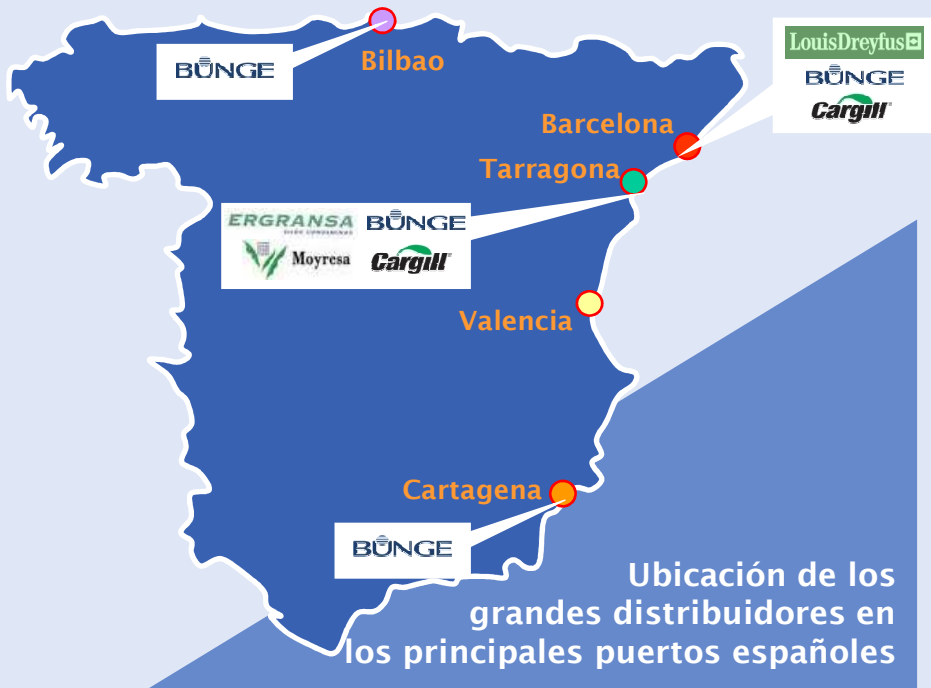 BUNGE
Bilbao
LouisDreyfus
BUNGE
Cargill
Barcelona
Tarragona
ERGRANSA BUNGE
Moyresa Cargill
Valencia
Cartagena
BUNGE
Ubicación de los
grandes distribuidores en
los principales puertos españoles